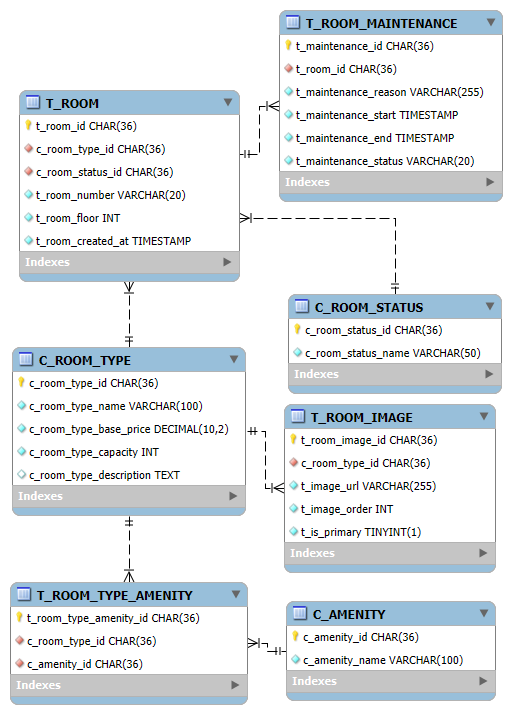 T_ROOM_MAINTENANCE
t_maintenance_id CHAR(36)
t_room_id CHAR(36)
t_maintenance_reason VARCHAR(255)
t_maintenance_start TIMESTAMP
t_maintenance_end TIMESTAMP
t_maintenance_status VARCHAR(20)
Indexes
T_ROOM
t_room_id CHAR(36)
c_room_type_id CHAR(36)
c_room_status_id CHAR(36)
t_room_number VARCHAR(20)
t_room_floor INT
t_room_created_at TIMESTAMP
Indexes
C_ROOM_STATUS
c_room_status_id CHAR(36)
c_room_status_name VARCHAR(50)
Indexes
C_ROOM_TYPE
c_room_type_id CHAR(36)
c_room_type_name VARCHAR(100)
c_room_type_base_price DECIMAL(10,2)
c_room_type_capacity INT
c_room_type_description TEXT
Indexes
T_ROOM_IMAGE
t_room_image_id CHAR(36)
c_room_type_id CHAR(36)
t_image_url VARCHAR(255)
t_image_order INT
t_is_primary TINYINT(1)
Indexes
T_ROOM_TYPE_AMENITY
t_room_type_amenity_id CHAR(36)
c_room_type_id CHAR(36)
c_amenity_id CHAR(36)
Indexes
C_AMENITY
c_amenity_id CHAR(36)
c_amenity_name VARCHAR(100)
Indexes